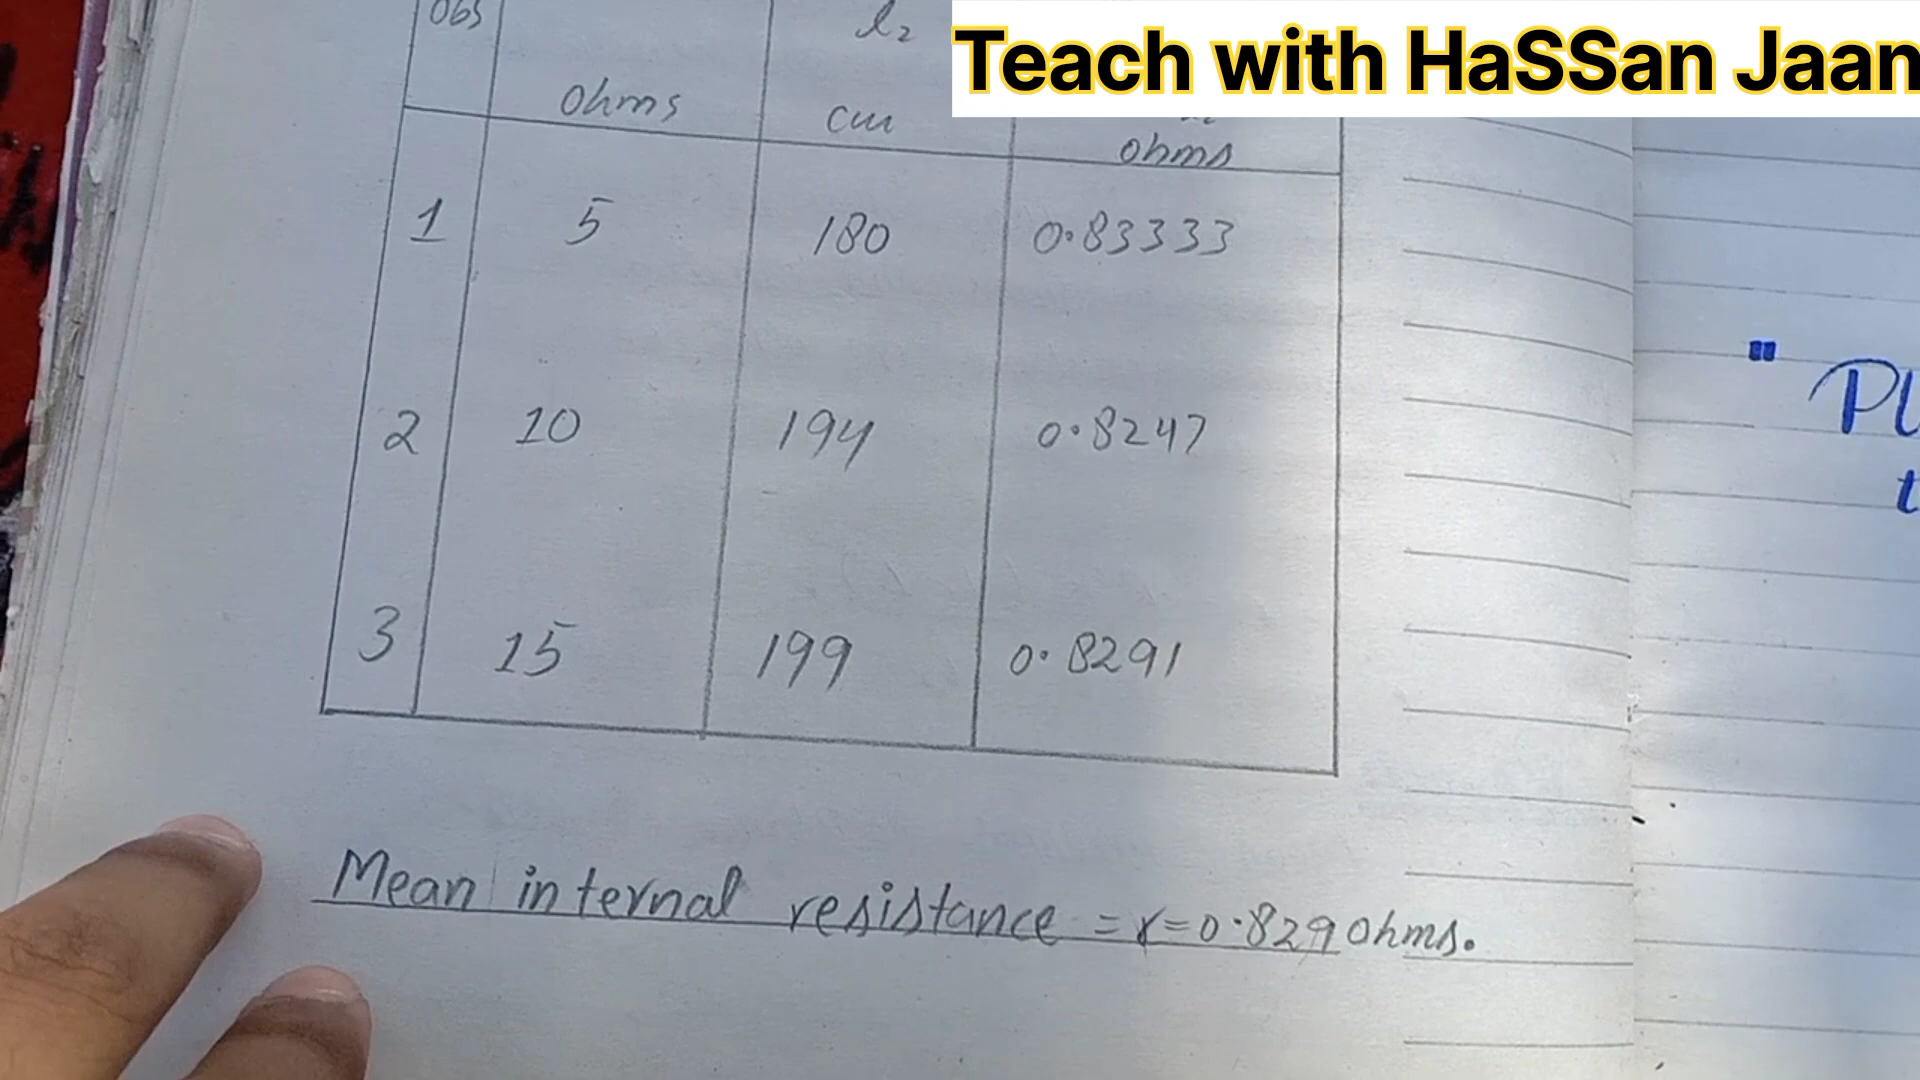 Teach with HaSSan Jaan
Obs l₂
Ohms cm ohms
1 5 180 0.83333
2 10 194 0.8247
3 15 199 0.8291
Mean internal resistance = r = 0.829 Ohms.
"